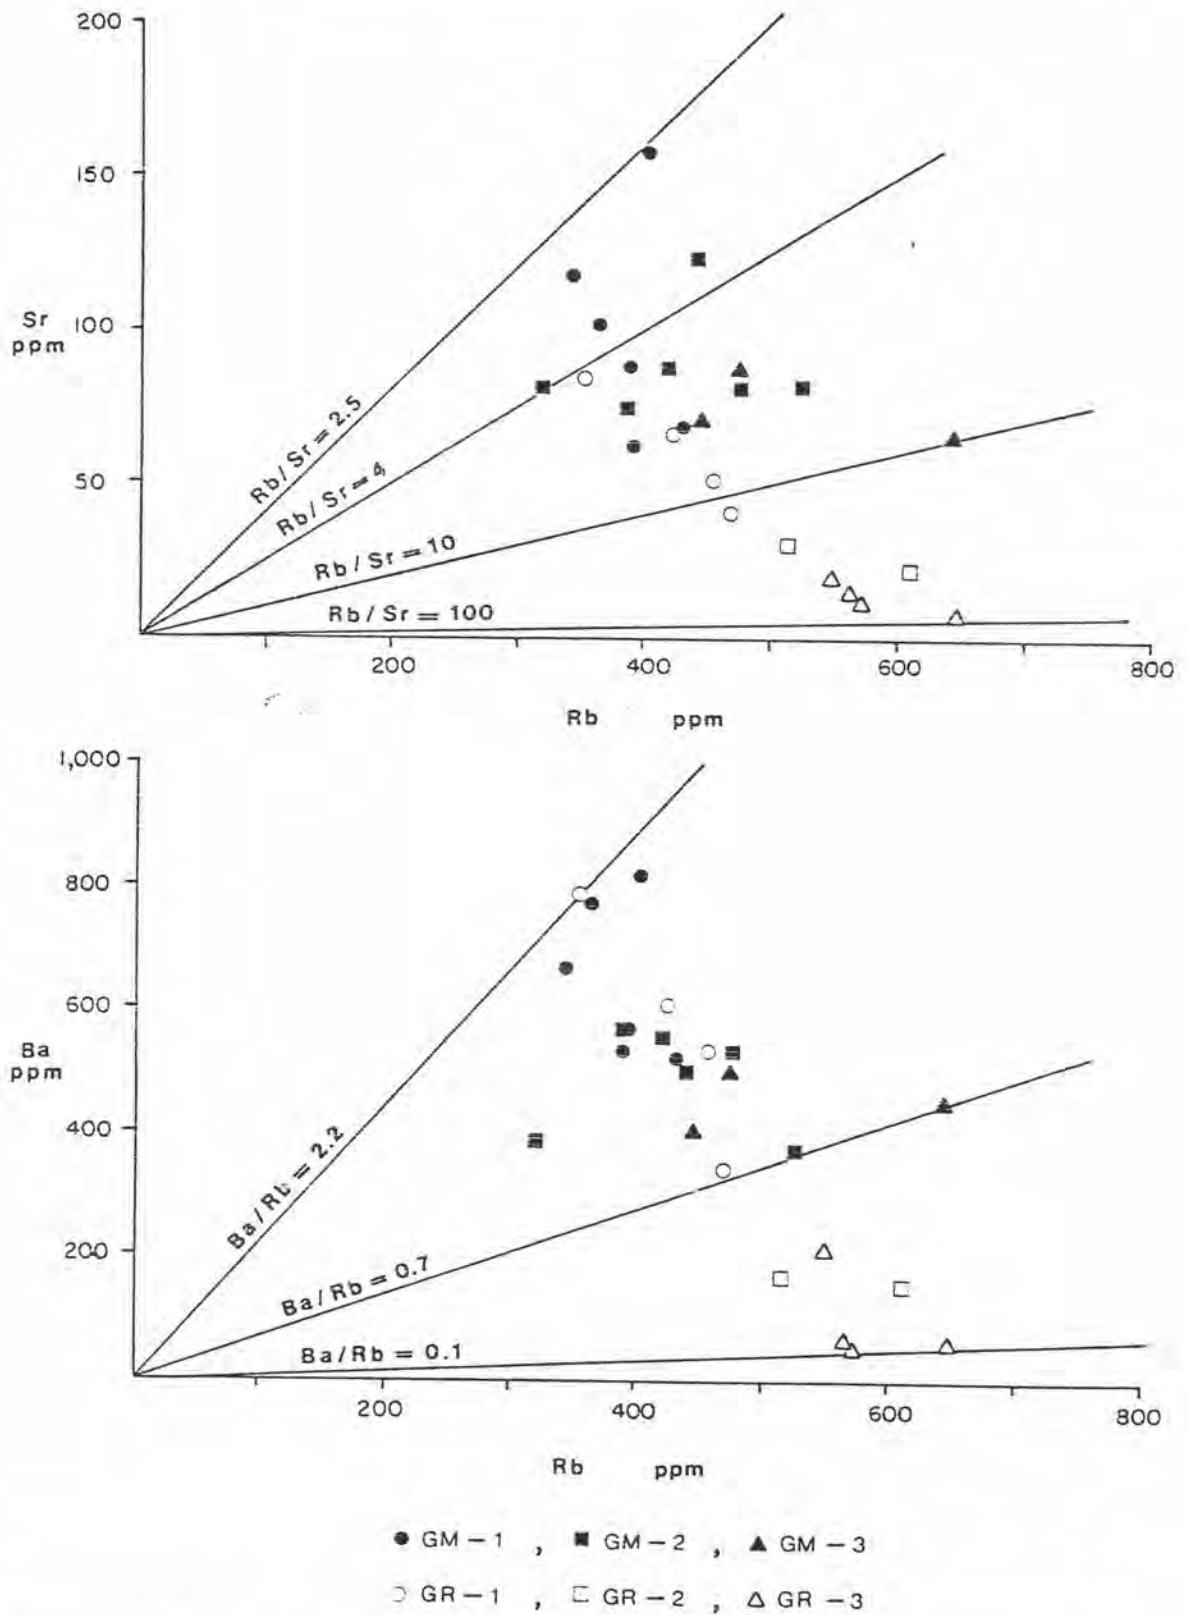 200
150
Sr
ppm
100
50
Rb/Sr = 2.5
Rb/Sr = 4
Rb/Sr = 10
Rb/Sr = 100
200
400
600
800
Rb ppm
1,000
800
600
Ba
ppm
400
200
Ba/Rb = 2.2
Ba/Rb = 0.7
Ba/Rb = 0.1
200
400
600
800
Rb ppm
GM-1 , GM-2 , GM-3
GR-1 , GR-2 , GR-3